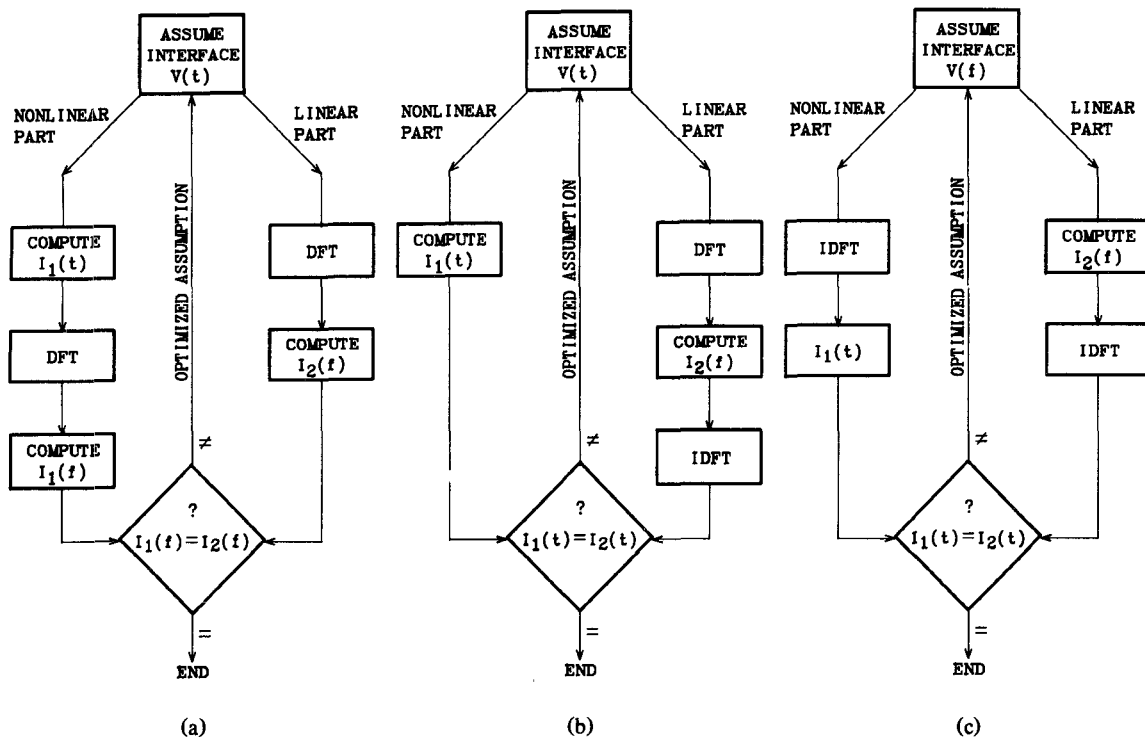 ASSUME
INTERFACE
V(t)
NONLINEAR
PART
LINEAR
PART
COMPUTE
I₁(t)
DFT
COMPUTE
I₁(f)
OPTIMIZED ASSUMPTION
DFT
COMPUTE
I₂(f)
≠
?
I₁(f)=I₂(f)
=
END
(a)
ASSUME
INTERFACE
V(t)
NONLINEAR
PART
LINEAR
PART
COMPUTE
I₁(t)
OPTIMIZED ASSUMPTION
DFT
COMPUTE
I₂(f)
IDFT
≠
?
I₁(t)=I₂(t)
=
END
(b)
ASSUME
INTERFACE
V(f)
NONLINEAR
PART
LINEAR
PART
IDFT
I₁(t)
OPTIMIZED ASSUMPTION
COMPUTE
I₂(f)
IDFT
≠
?
I₁(t)=I₂(t)
=
END
(c)